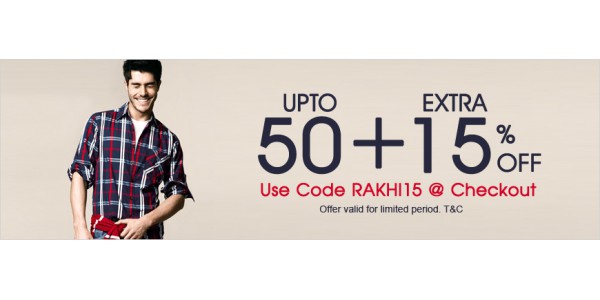 UPTO EXTRA
50+15% OFF
Use Code RAKHI15 @ Checkout
Offer valid for limited period. T&C